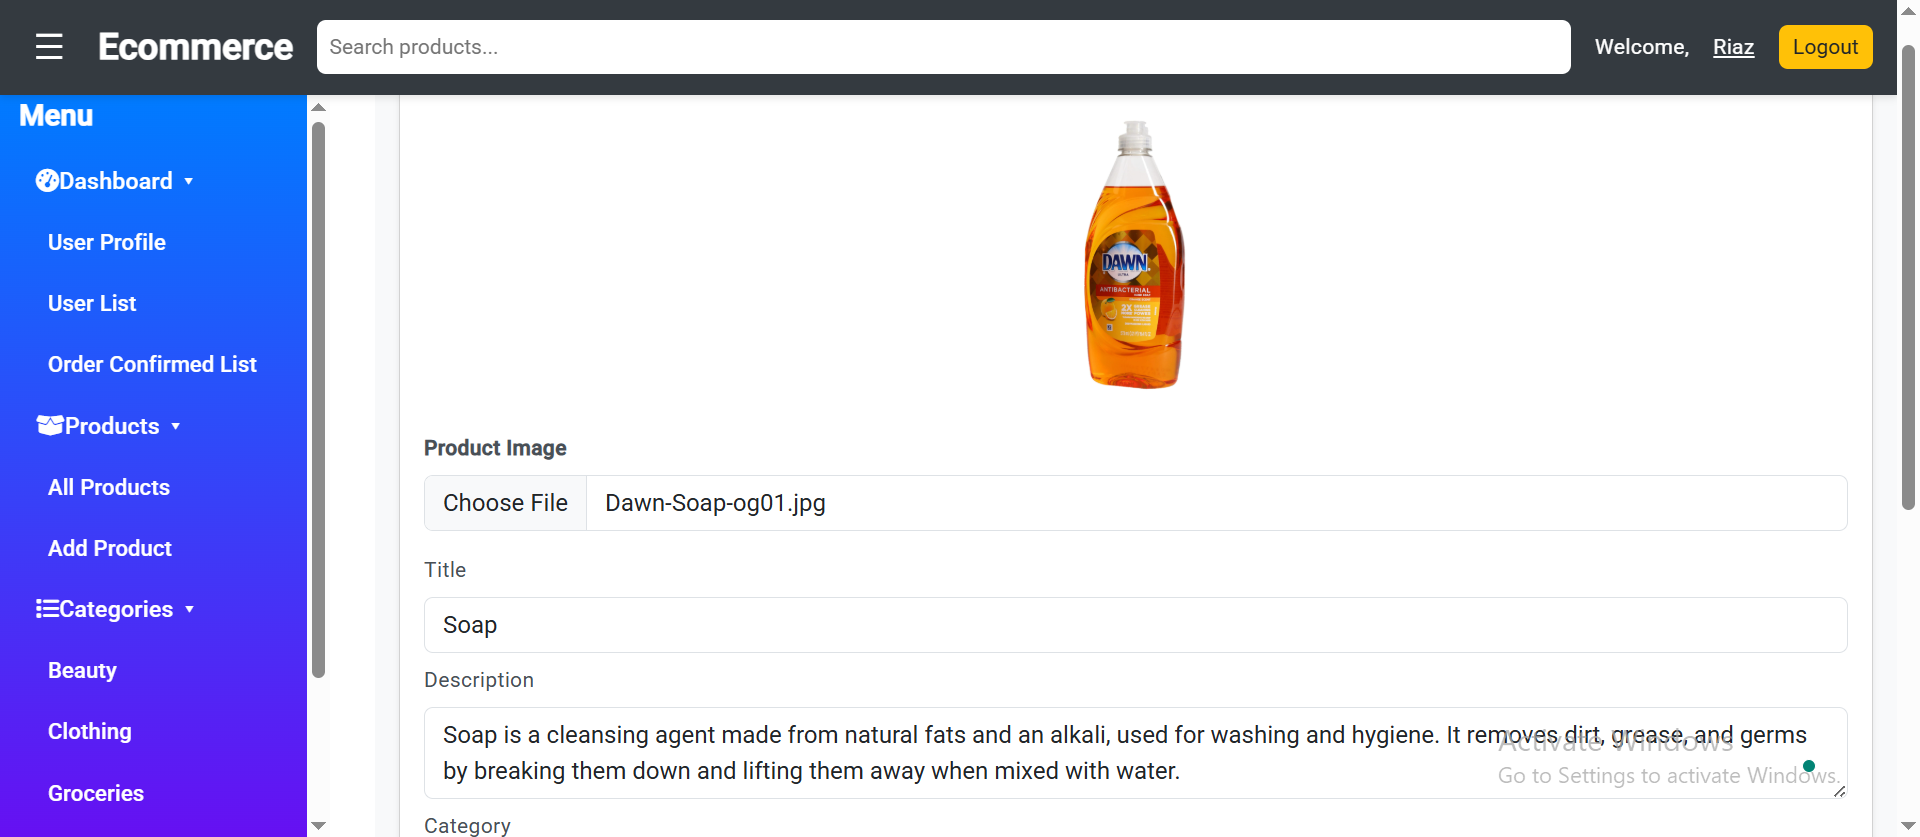 Ecommerce
Search products...
Welcome, Riaz
Logout
Menu
Dashboard
User Profile
User List
Order Confirmed List
Products
All Products
Add Product
Categories
Beauty
Clothing
Groceries
DAWN
ULTRA
ANTIBACTERIAL
2X
Product Image
Choose File
Dawn-Soap-og01.jpg
Title
Soap
Description
Soap is a cleansing agent made from natural fats and an alkali, used for washing and hygiene. It removes dirt, grease, and germs
by breaking them down and lifting them away when mixed with water.
Category
Activate Windows
Go to Settings to activate Windows.